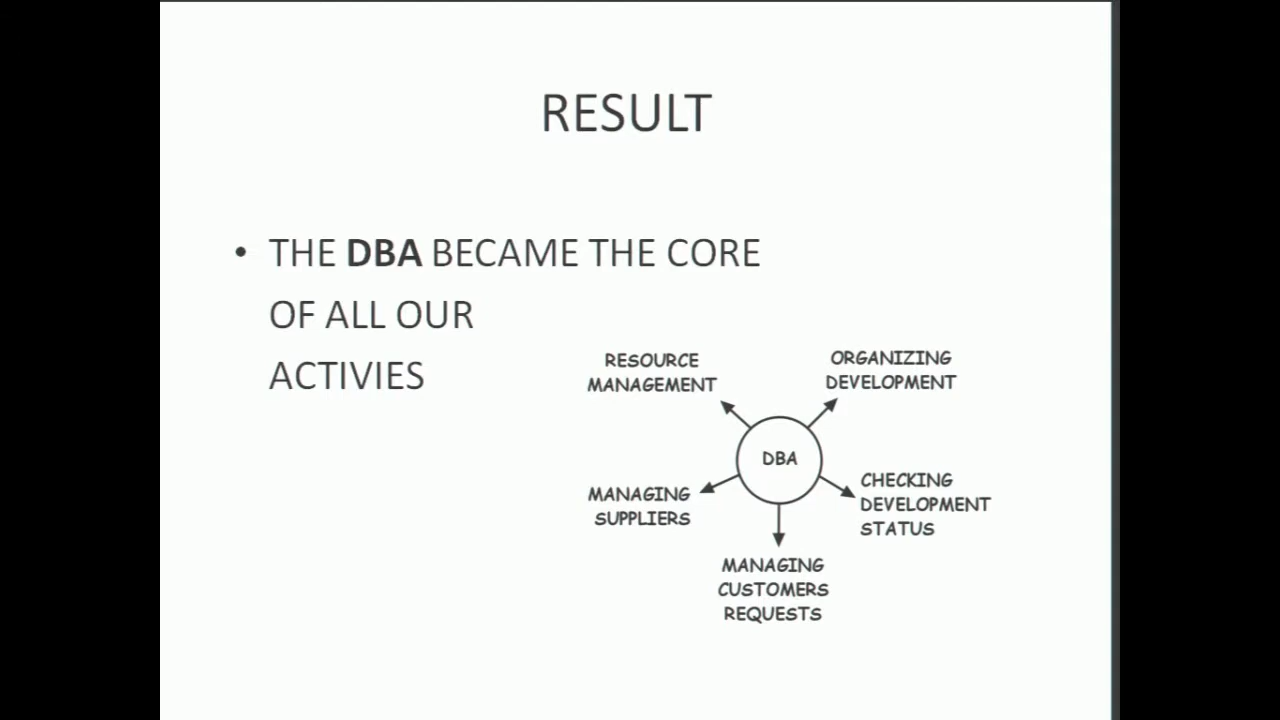 RESULT
• THE DBA BECAME THE CORE
OF ALL OUR
ACTIVIES
RESOURCE
MANAGEMENT
ORGANIZING
DEVELOPMENT
DBA
MANAGING
SUPPLIERS
CHECKING
DEVELOPMENT
STATUS
MANAGING
CUSTOMERS
REQUESTS